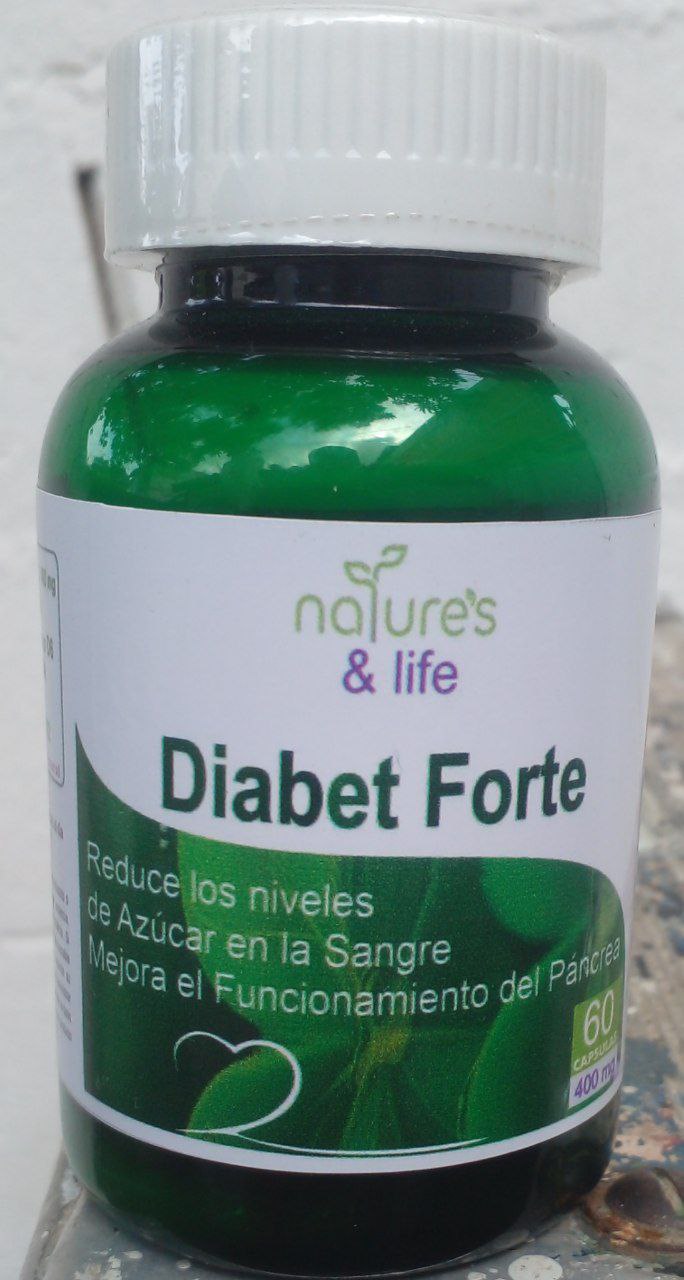 nature's
& life
Diabet Forte
Reduce los niveles
de Azúcar en la Sangre
Mejora el Funcionamiento del Páncrea
60
CAPSULAS
400 mg